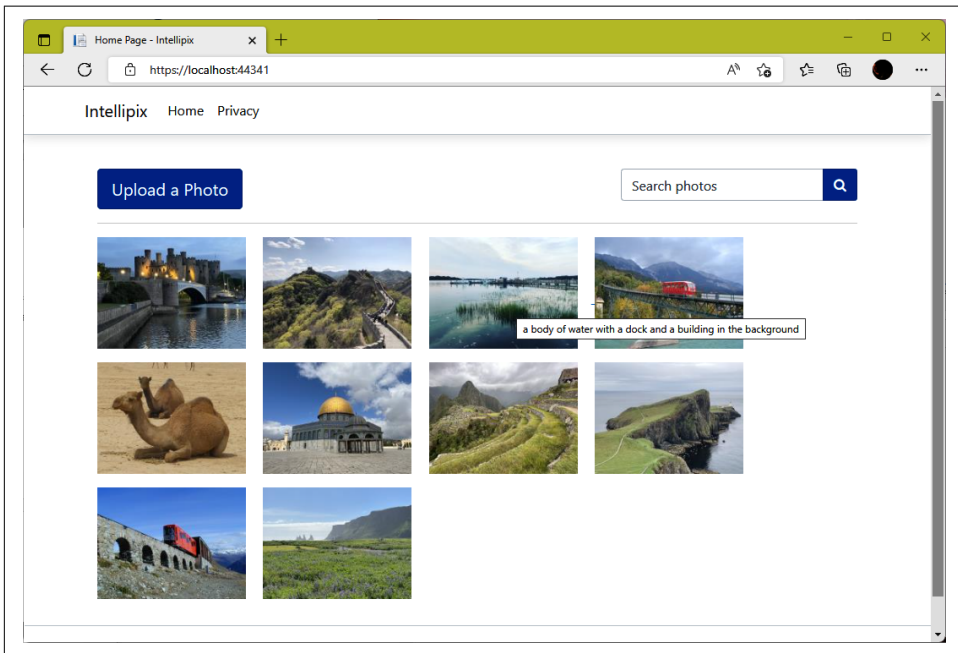 Home Page - Intellipix
https://localhost:44341
Intellipix Home Privacy
Upload a Photo
Search photos
a body of water with a dock and a building in the background